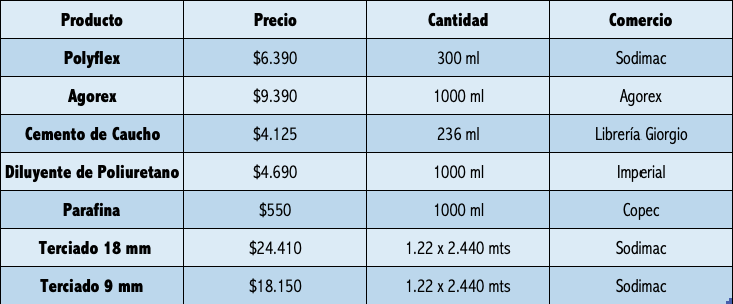 Producto Precio Cantidad Comercio
Polyflex $6.390 300 ml Sodimac
Agorex $9.390 1000 ml Agorex
Cemento de Caucho $4.125 236 ml Librería Giorgio
Diluyente de Poliuretano $4.690 1000 ml Imperial
Parafina $550 1000 ml Copec
Terciado 18 mm $24.410 1.22 x 2.440 mts Sodimac
Terciado 9 mm $18.150 1.22 x 2.440 mts Sodimac